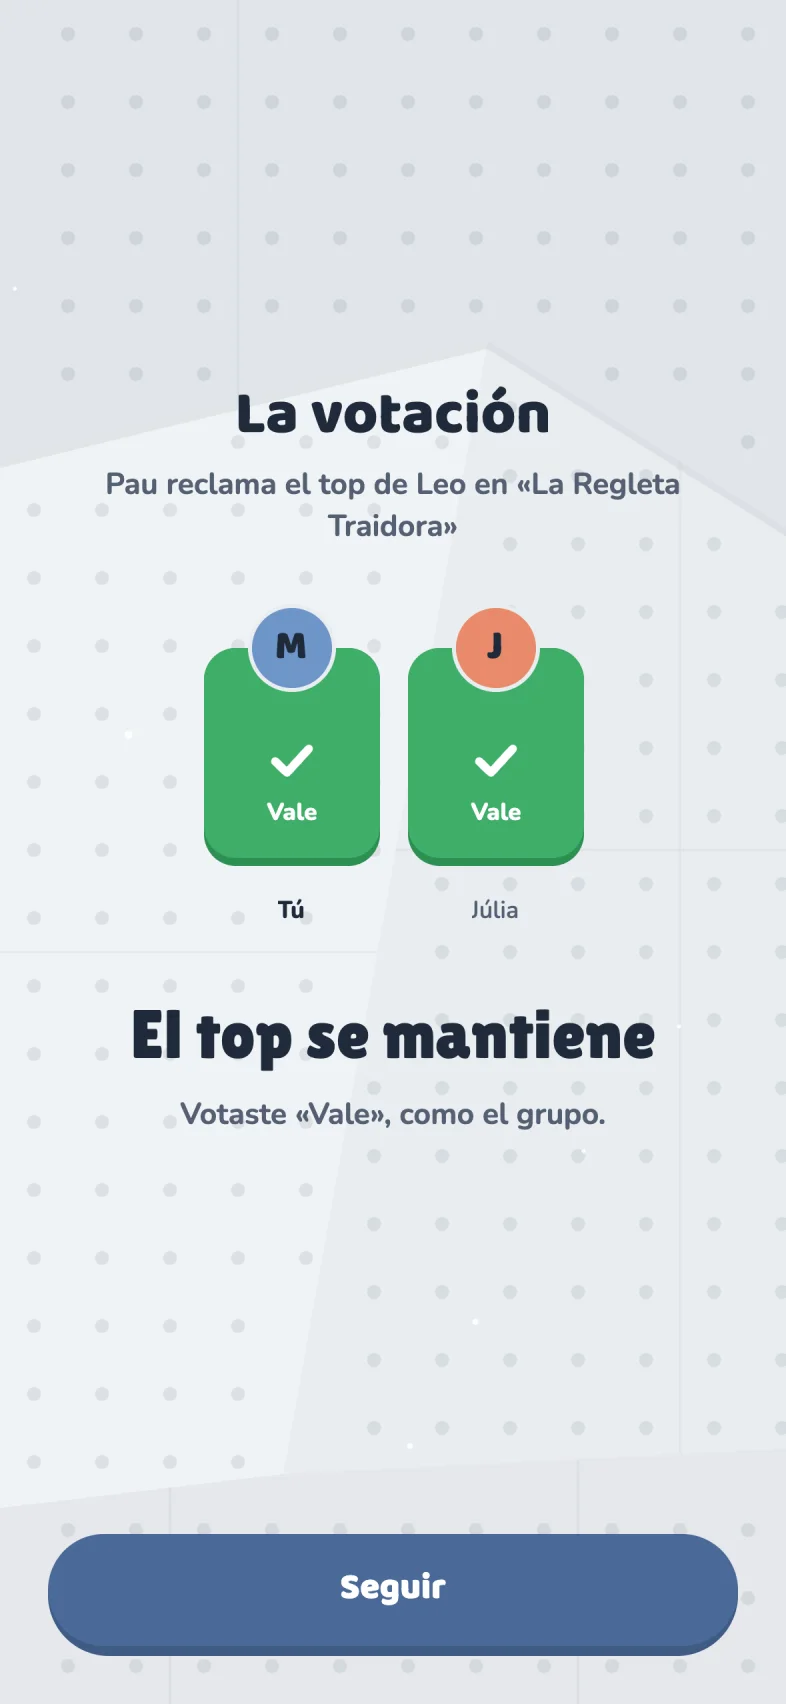 La votación
Pau reclama el top de Leo en «La Regleta
Traidora»
M J
Vale Vale
Tú Júlia
El top se mantiene
Votaste «Vale», como el grupo.
Seguir